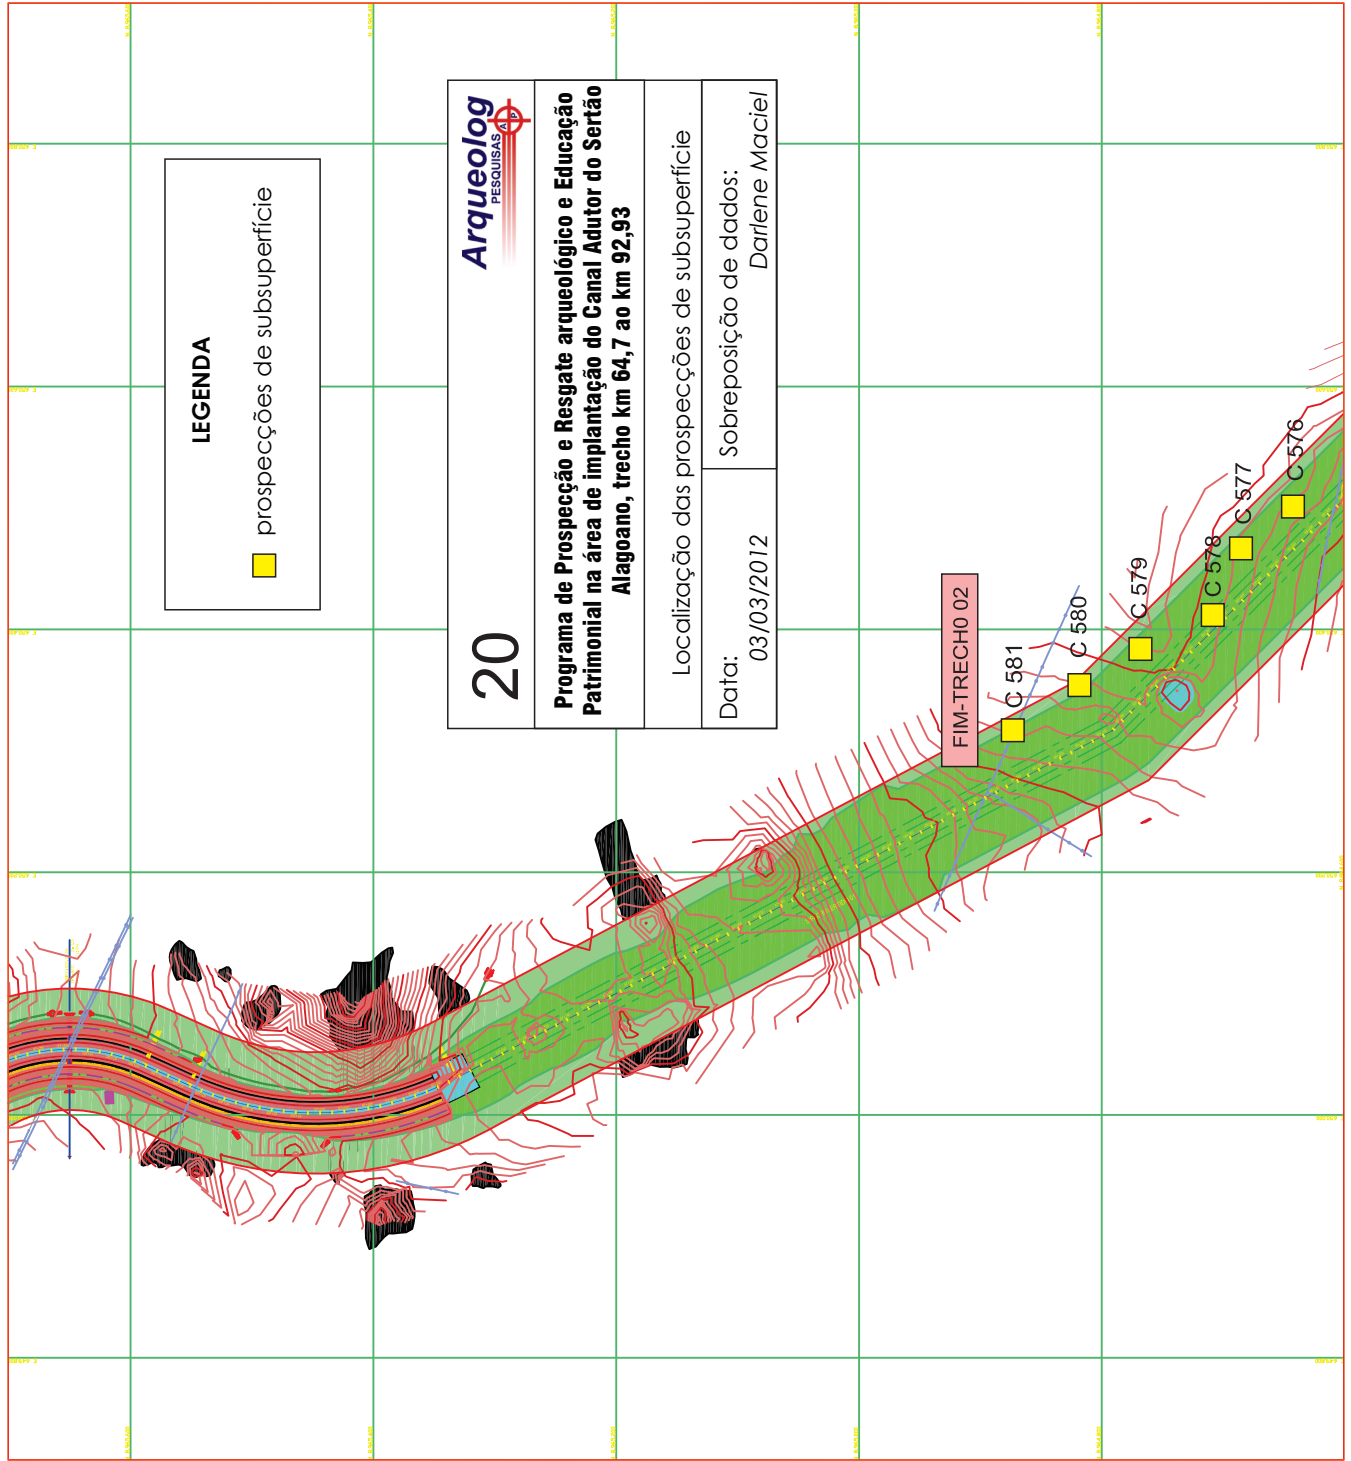 LEGENDA
prospecções de subsuperfície
20
Arqueolog
PESQUISAS
A P
Programa de Prospecção e Resgate arqueológico e Educação
Patrimonial na área de implantação do Canal Adutor do Sertão
Alagoano, trecho km 64,7 ao km 92,93
Localização das prospecções de subsuperfície
Data:
03/03/2012
Sobreposição de dados:
Darlene Maciel
FIM-TRECH0 02
C 581
C 580
C 579
C 578
C 577
C 576